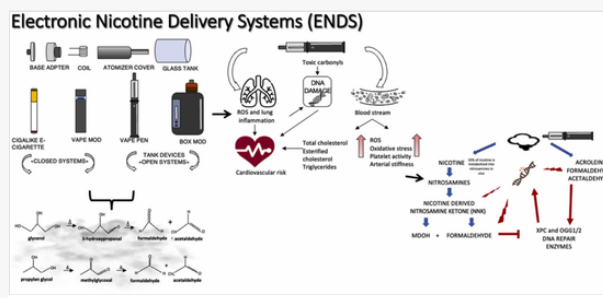 Electronic Nicotine Delivery Systems (ENDS)
BASE ADPTER COIL ATOMIZER COVER GLASS TANK
CIGALIKE E-
CIGARETTE
VAPE MOD
VAPE PEN
BOX MOD
«CLOSED SYSTEMS»
TANK DEVICES
«OPEN SYSTEMS»
Toxic carbonyls
DNA
DAMAGE
ROS and lung
inflammation
Blood stream
Cardiovascular risk
Total cholesterol
Esterified
cholesterol
Triglycerides
ROS
Oxidative stress
Platelet activity
Arterial stiffness
NICOTINE
NITROSAMINES
NICOTINE DERIVED
NITROSAMINE KETONE (NNK)
MDOH + FORMALDEHYDE
ACROLEIN
FORMALDEHY
ACETALDEHY
XPC and OGG1/2
DNA REPAIR
ENZYMES
glycerol
3-hydroxypropanal
formaldehyde
+
acetaldehyde
propylen glycol
methylglyoxal
formaldehyde
acetaldehyde